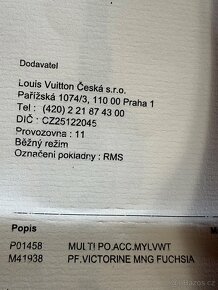 Dodavatel
Louis Vuitton Česká s.r.o.
Pařížská 1074/3, 110 00 Praha 1
Tel : (420) 2 21 87 43 00
DIČ : CZ25122045
Provozovna : 11
Běžný režim
Označení pokladny : RMS
Popis
P01458 MULTI PO.ACC.MYLVWT
M41938 PF.VICTORINE MNG FUCHSIA